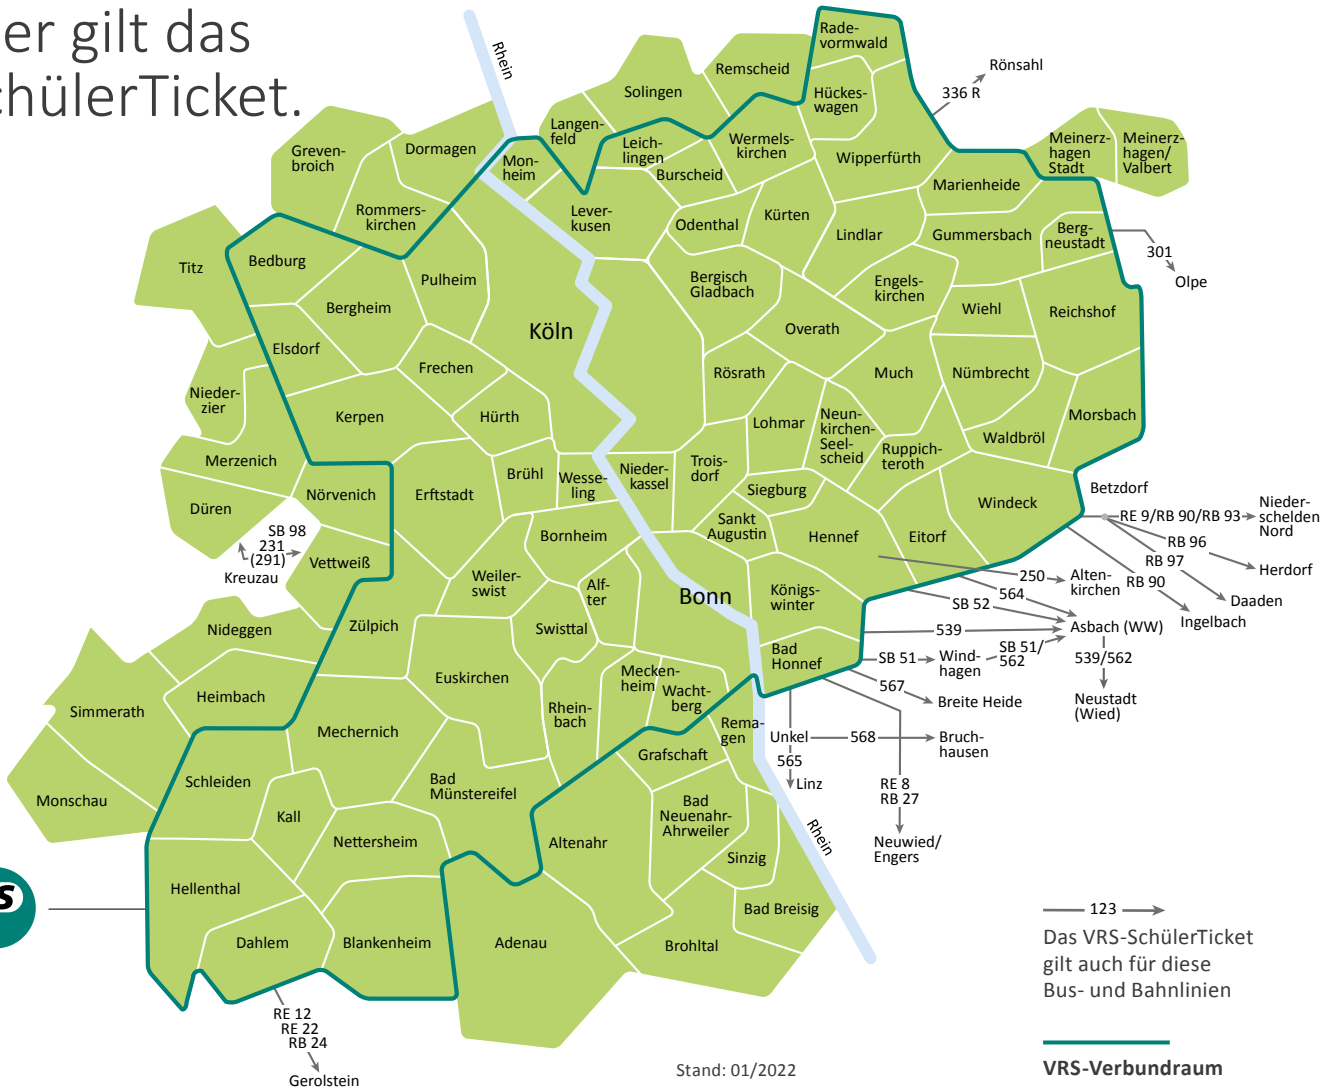 er gilt das
chülerTicket.
Rhein
Rade-
vormwald
Rönsahl
336 R
Remscheid
Solingen
Hückes-
wagen
Langen-
feld
Leich-
lingen
Wermels-
kirchen
Wipperfürth
Meinerz-
hagen
Stadt
Meinerz-
hagen/
Valbert
Greven-
broich
Dormagen
Mon-
heim
Burscheid
Marienheide
Rommers-
kirchen
Lever-
kusen
Odenthal
Kürten
Lindlar
Gummersbach
Berg-
neustadt
301
Olpe
Titz
Bedburg
Pulheim
Bergheim
Bergisch
Gladbach
Engels-
kirchen
Wiehl
Reichshof
Köln
Overath
Elsdorf
Frechen
Rösrath
Much
Nümbrecht
Nieder-
zier
Kerpen
Hürth
Lohmar
Neun-
kirchen-
Seel-
scheid
Ruppich-
teroth
Waldbröl
Morsbach
Merzenich
Nörvenich
Erftstadt
Brühl
Wesse-
ling
Nieder-
kassel
Trois-
dorf
Siegburg
Windeck
Betzdorf
Düren
SB 98
231
(291)
Kreuzau
Vettweiß
Bornheim
Sankt
Augustin
Hennef
Eitorf
RE 9/RB 90/RB 93
Nieder-
schelden
Nord
RB 96
Herdorf
RB 97
Daaden
RB 90
Ingelbach
Weiler-
swist
Alf-
ter
Bonn
Königs-
winter
250
Alten-
kirchen
564
SB 52
Asbach (WW)
539
Zülpich
Swisttal
Nideggen
Bad
Honnef
SB 51
Wind-
hagen
SB 51/
562
539/562
Neustadt
(Wied)
Heimbach
Euskirchen
Mecken-
heim
Wacht-
berg
567
Breite Heide
Simmerath
Rhein-
bach
Rema-
gen
Unkel
568
Bruch-
hausen
565
Linz
Mechernich
Grafschaft
Schleiden
Bad
Münstereifel
RE 8
RB 27
Neuwied/
Engers
Monschau
Kall
Nettersheim
Altenahr
Bad
Neuenahr-
Ahrweiler
Sinzig
Rhein
Hellenthal
s
Bad Breisig
Dahlem
Blankenheim
Adenau
Brohltal
RE 12
RE 22
RB 24
Gerolstein
123
Das VRS-SchülerTicket
gilt auch für diese
Bus- und Bahnlinien
VRS-Verbundraum
Stand: 01/2022